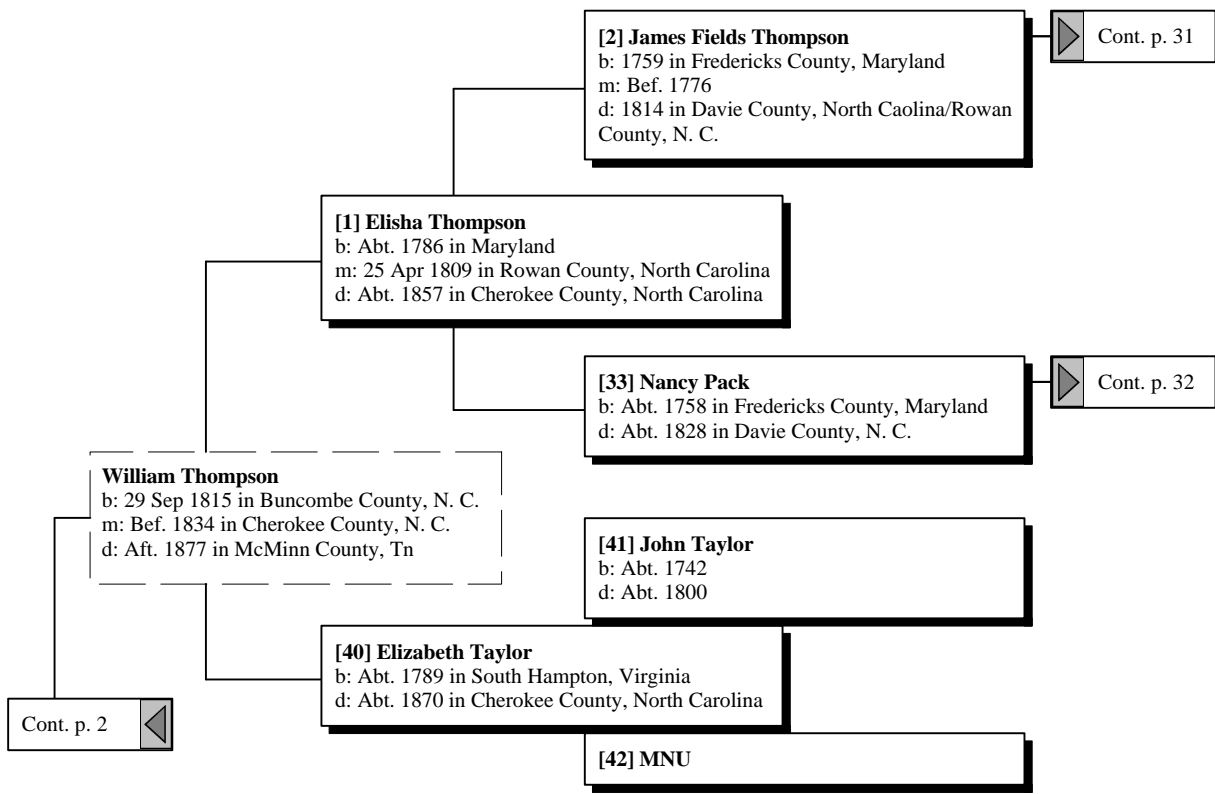 [2] James Fields Thompson
b: 1759 in Fredericks County, Maryland
m: Bef. 1776
d: 1814 in Davie County, North Caolina/Rowan
County, N. C.
Cont. p. 31
[1] Elisha Thompson
b: Abt. 1786 in Maryland
m: 25 Apr 1809 in Rowan County, North Carolina
d: Abt. 1857 in Cherokee County, North Carolina
[33] Nancy Pack
b: Abt. 1758 in Fredericks County, Maryland
d: Abt. 1828 in Davie County, N. C.
Cont. p. 32
William Thompson
b: 29 Sep 1815 in Buncombe County, N. C.
m: Bef. 1834 in Cherokee County, N. C.
d: Aft. 1877 in McMinn County, Tn
[41] John Taylor
b: Abt. 1742
d: Abt. 1800
[40] Elizabeth Taylor
b: Abt. 1789 in South Hampton, Virginia
d: Abt. 1870 in Cherokee County, North Carolina
Cont. p. 2
[42] MNU